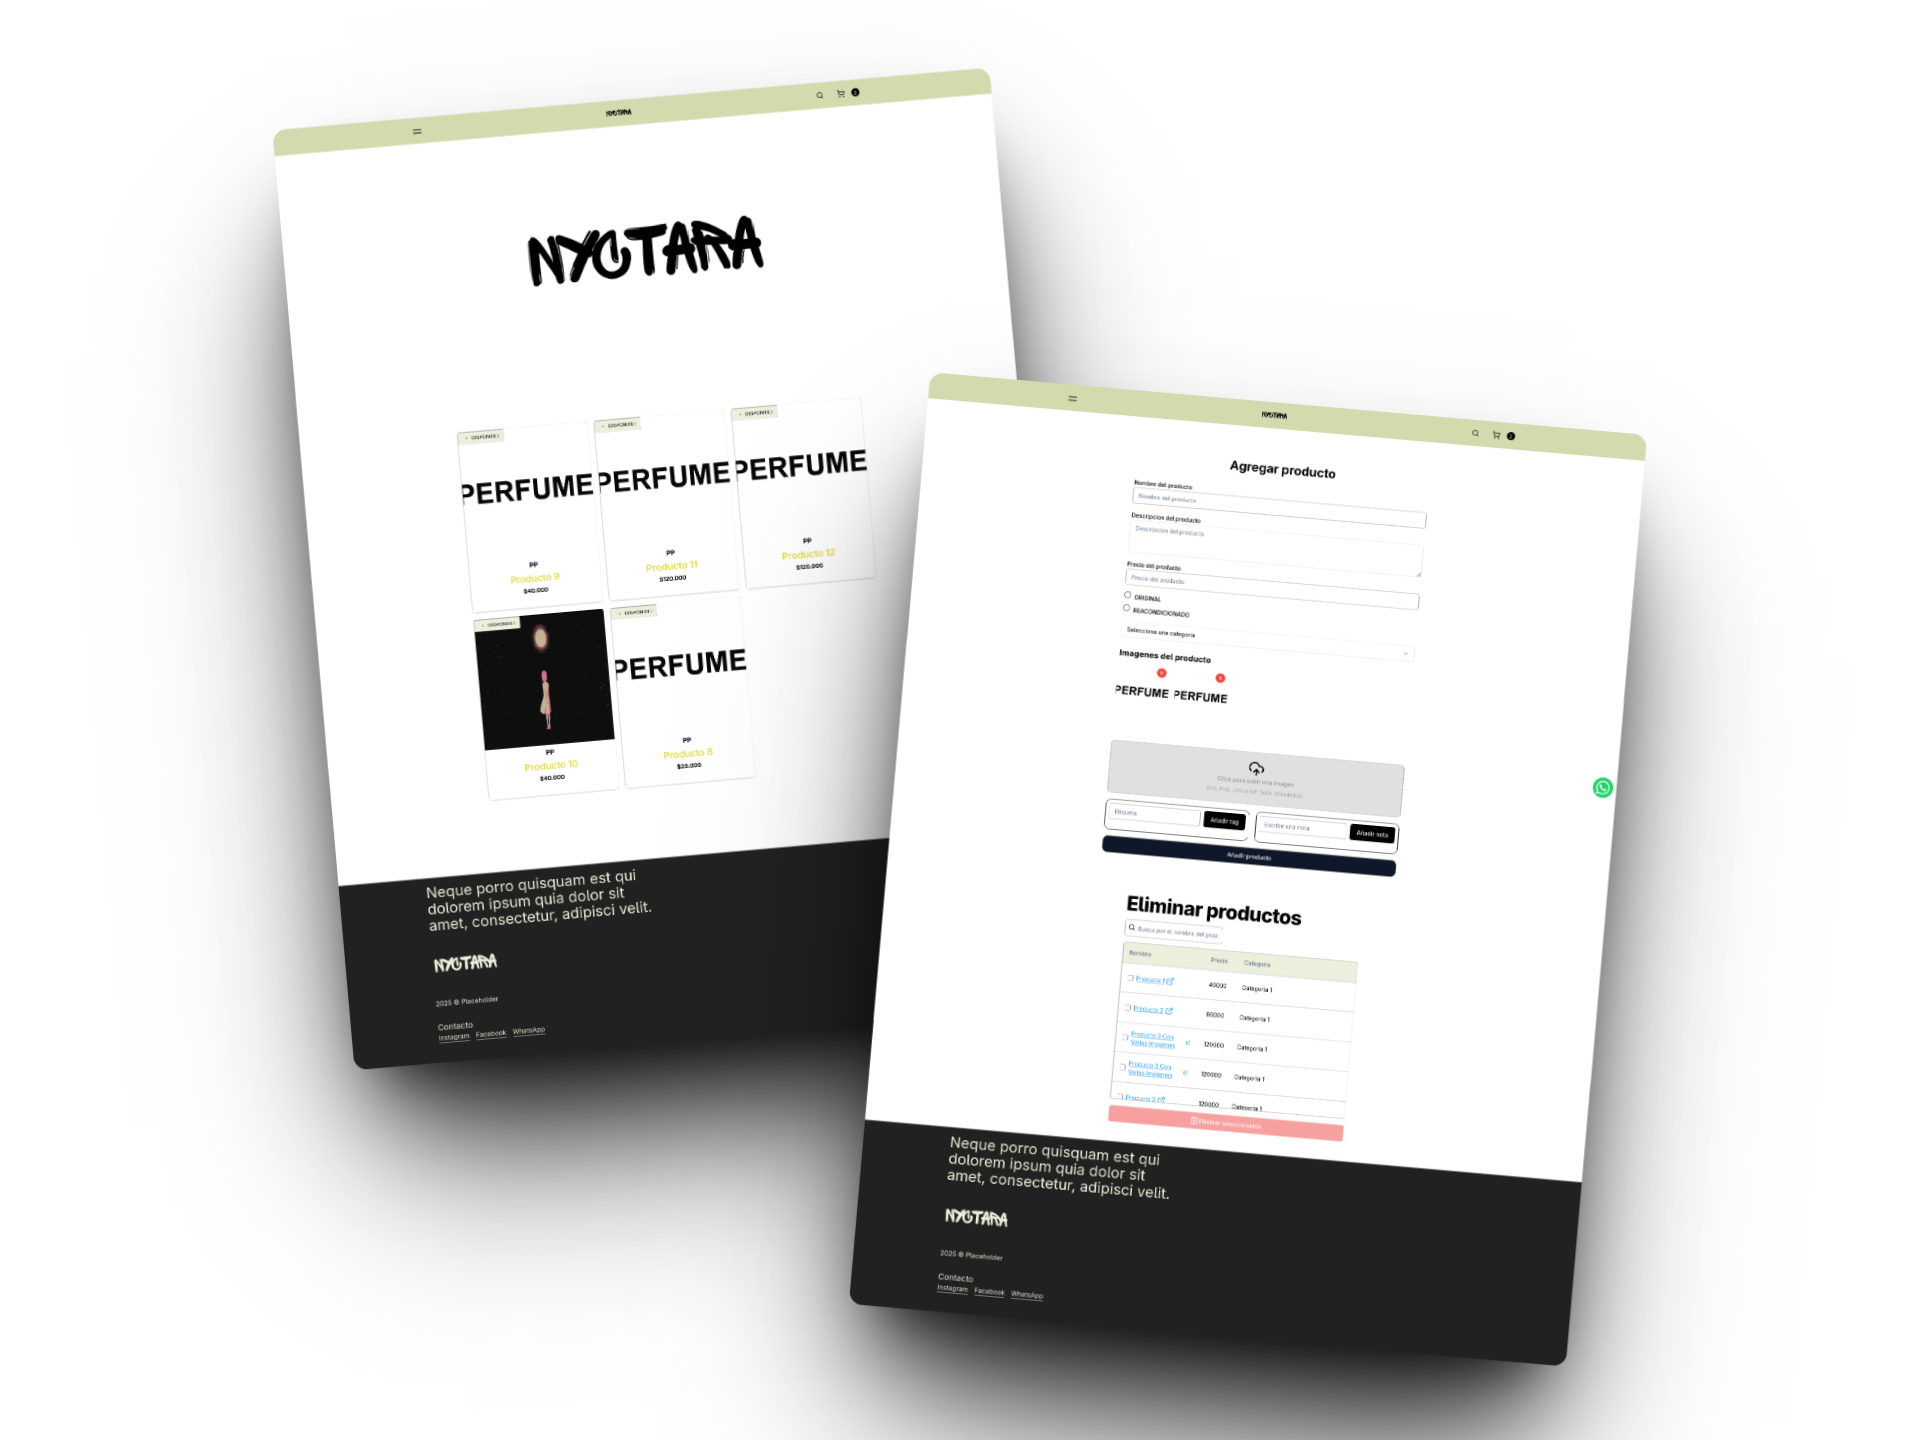 NYCTARA
NYCTARA
DISPONIBLE
DISPONIBLE
DISPONIBLE
PERFUME
PERFUME
PERFUME
PP
Producto 9
$40.000
PP
Producto 11
$120.000
PP
Producto 12
$120.000
DISPONIBLE
DISPONIBLE
PERFUME
PP
Producto 10
$40.000
PP
Producto 8
$20.000
Neque porro quisquam est qui
dolorem ipsum quia dolor sit
amet, consectetur, adipisci velit.
NYCTARA
2025 © Placeholder
Contacto
Instagram Facebook WhatsApp
NYCTARA
Agregar producto
Nombre del producto
Nombre del producto
Descripcion del producto
Descripcion del producto
Precio del producto
Precio del producto
ORIGINAL
REACONDICIONADO
Selecciona una categoria
Imagenes del producto
PERFUME PERFUME
Click para subir una imagen
Etiqueta
Añadir tag
Escribe una nota
Añadir nota
Añadir producto
Eliminar productos
Busca por el nombre del prod
Nombre Precio Categoria
Producto 1 40000 Categoria 1
Producto 2 80000 Categoria 1
Producto 3 Con
Varias Imagenes 120000 Categoria 1
Producto 3 Con
Varias Imagenes 120000 Categoria 1
Producto 3 120000 Categoria 1
Eliminar seleccionados
Neque porro quisquam est qui
dolorem ipsum quia dolor sit
amet, consectetur, adipisci velit.
NYCTARA
2025 © Placeholder
Contacto
Instagram Facebook WhatsApp